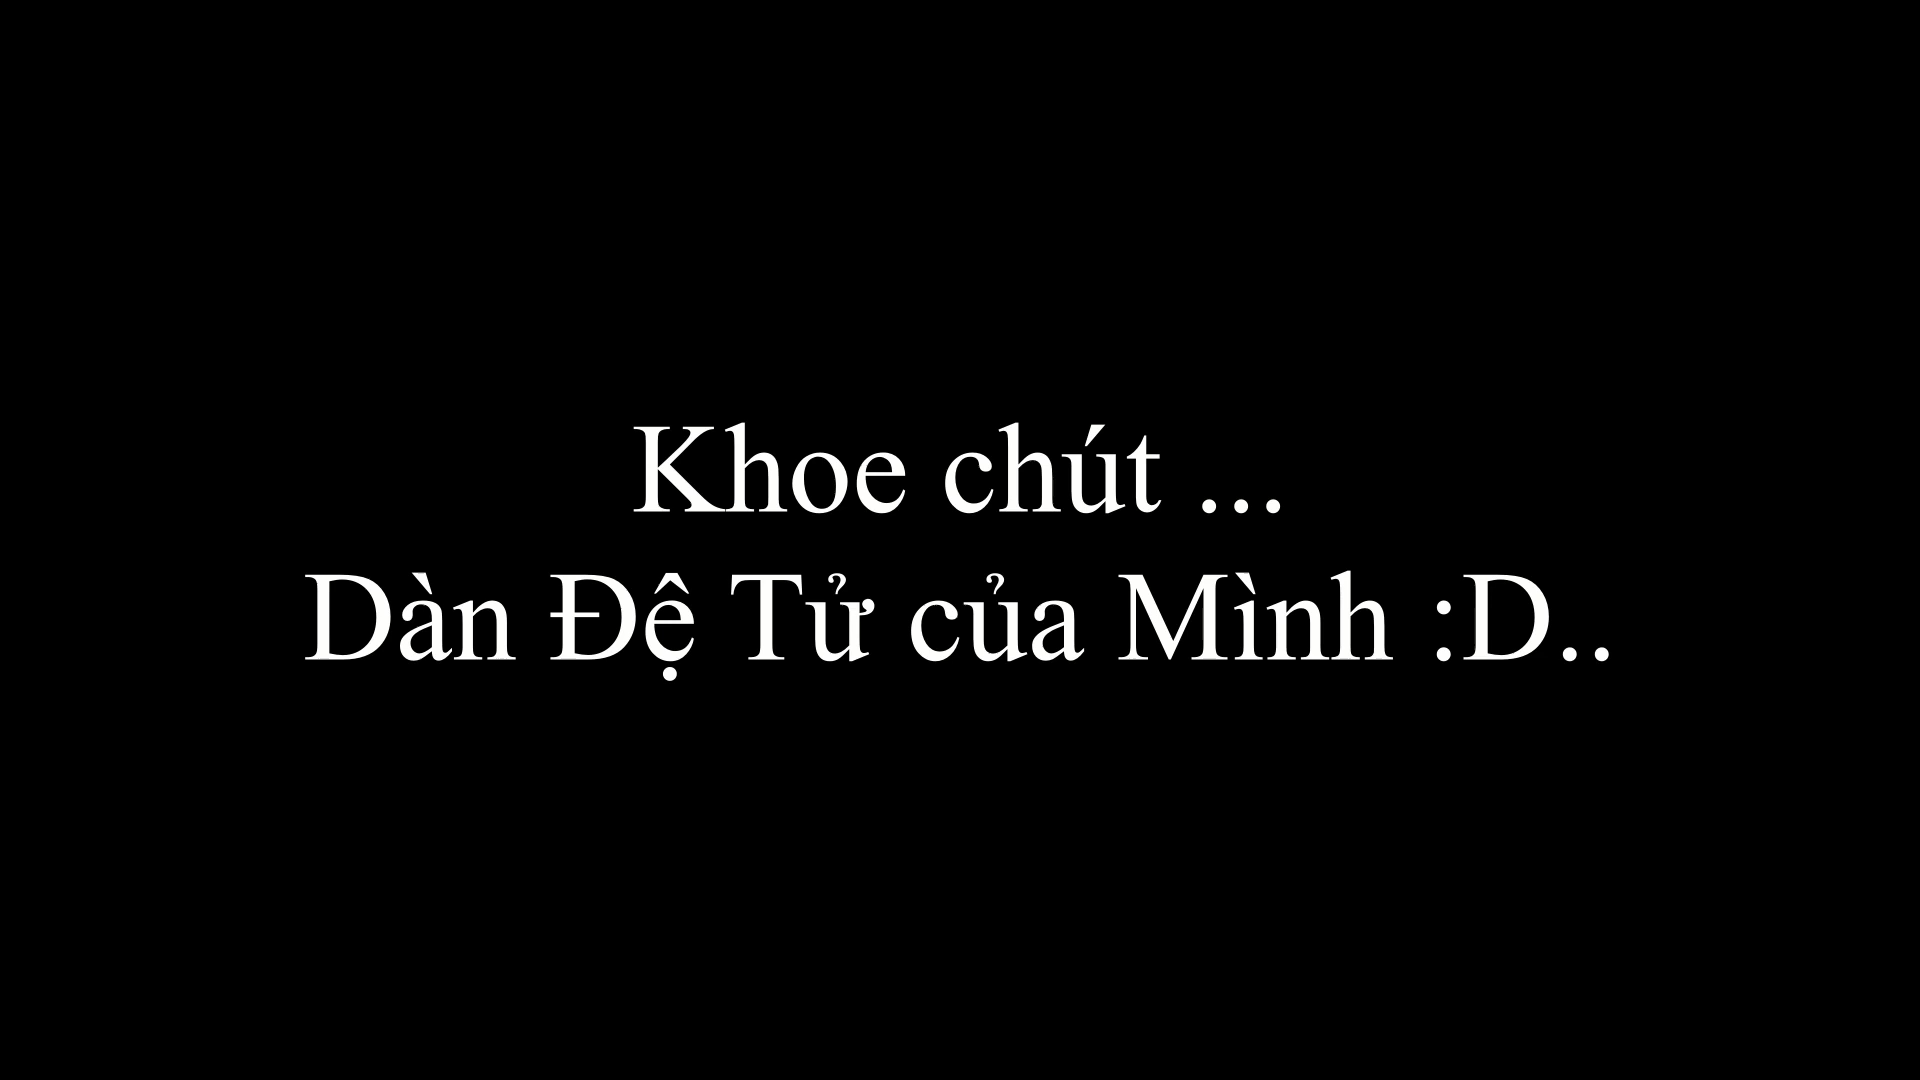 Khoe chút ...
Dàn Đệ Tử của Mình :D..